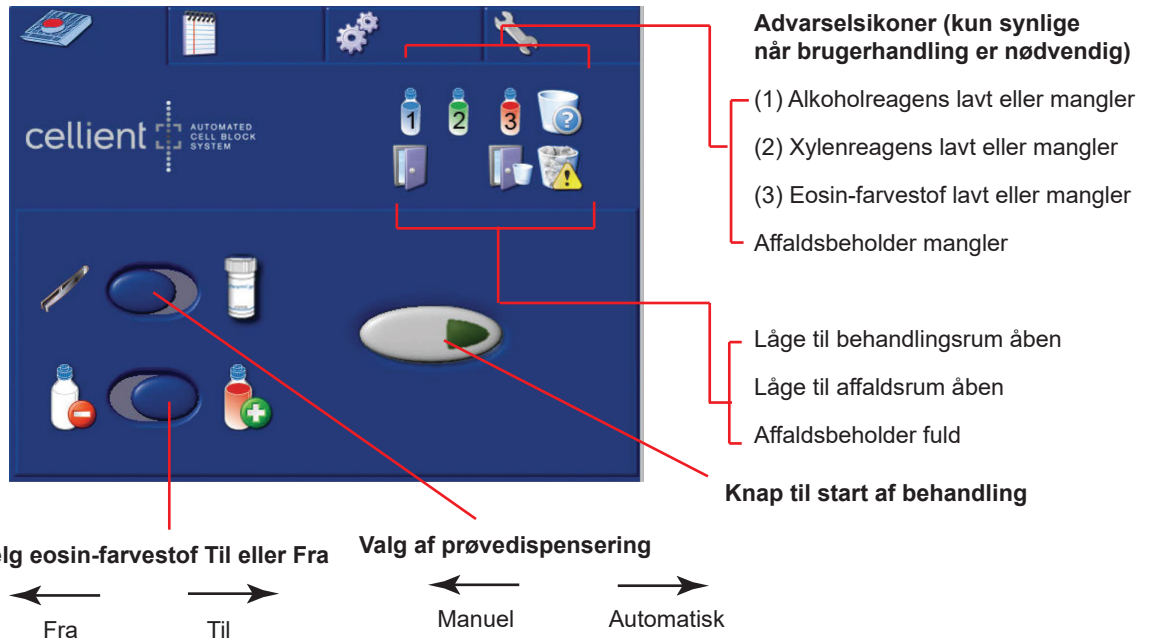 Advarselsikoner (kun synlige
når brugerhandling er nødvendig)
(1) Alkoholreagens lavt eller mangler
(2) Xylenreagens lavt eller mangler
(3) Eosin-farvestof lavt eller mangler
Affaldsbeholder mangler
1 2 3
cellient AUTOMATED
CELL BLOCK
SYSTEM
Låge til behandlingsrum åben
Låge til affaldsrum åben
Affaldsbeholder fuld
Knap til start af behandling
Valg af prøvedispensering
Manuel Automatisk
eosin-farvestof Til eller Fra
Fra Til